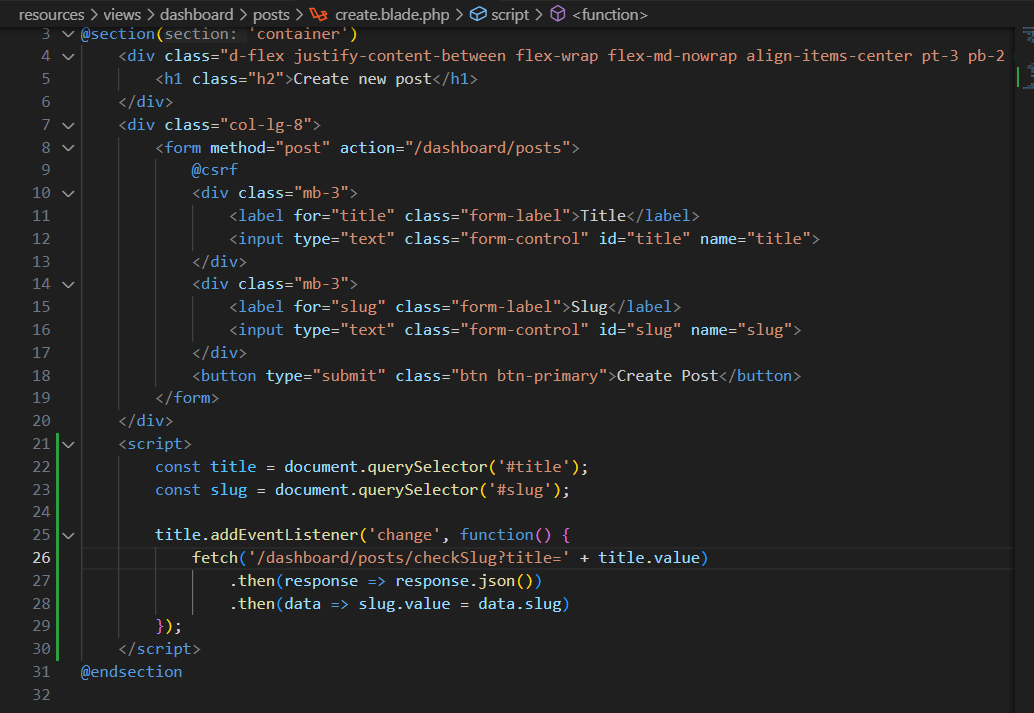 resources > views > dashboard > posts > create.blade.php > script > <function>
3 @section(section: 'container')
4 <div class="d-flex justify-content-between flex-wrap flex-md-nowrap align-items-center pt-3 pb-2
5 <h1 class="h2">Create new post</h1>
6 </div>
7 <div class="col-lg-8">
8 <form method="post" action="/dashboard/posts">
9 @csrf
10 <div class="mb-3">
11 <label for="title" class="form-label">Title</label>
12 <input type="text" class="form-control" id="title" name="title">
13 </div>
14 <div class="mb-3">
15 <label for="slug" class="form-label">Slug</label>
16 <input type="text" class="form-control" id="slug" name="slug">
17 </div>
18 <button type="submit" class="btn btn-primary">Create Post</button>
19 </form>
20 </div>
21 <script>
22 const title = document.querySelector('#title');
23 const slug = document.querySelector('#slug');
24
25 title.addEventListener('change', function() {
26 fetch('/dashboard/posts/checkSlug?title=' + title.value)
27 .then(response => response.json())
28 .then(data => slug.value = data.slug)
29 });
30 </script>
31 @endsection
32